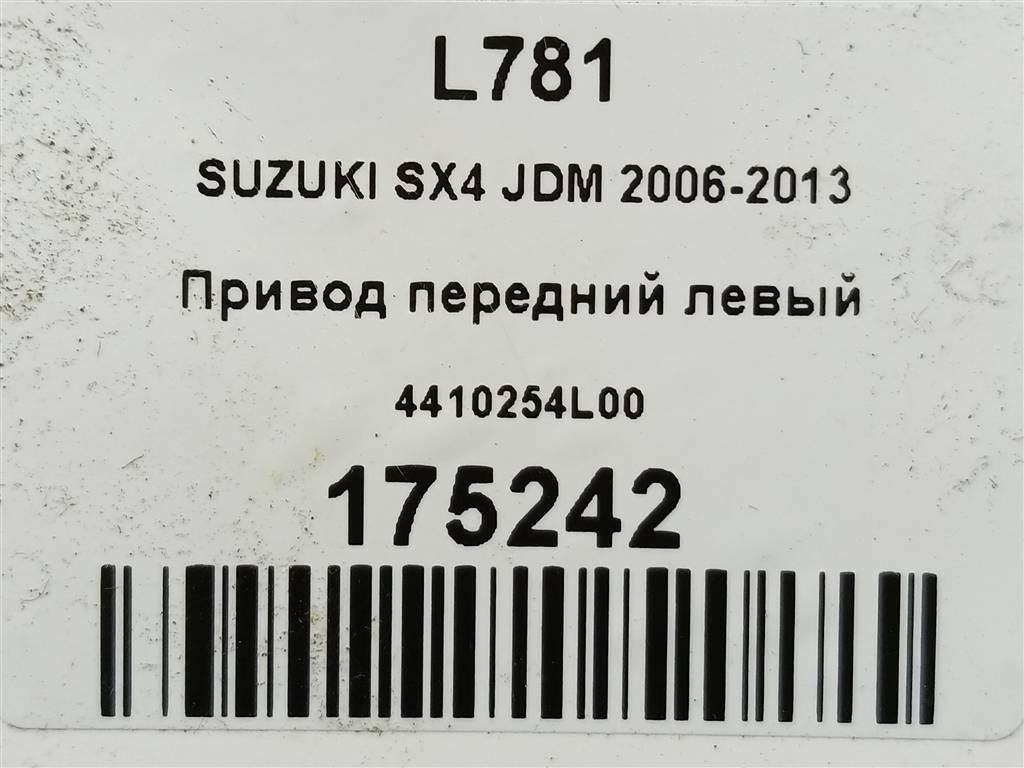 L781
SUZUKI SX4 JDM 2006-2013
Привод передний левый
4410254L00
175242